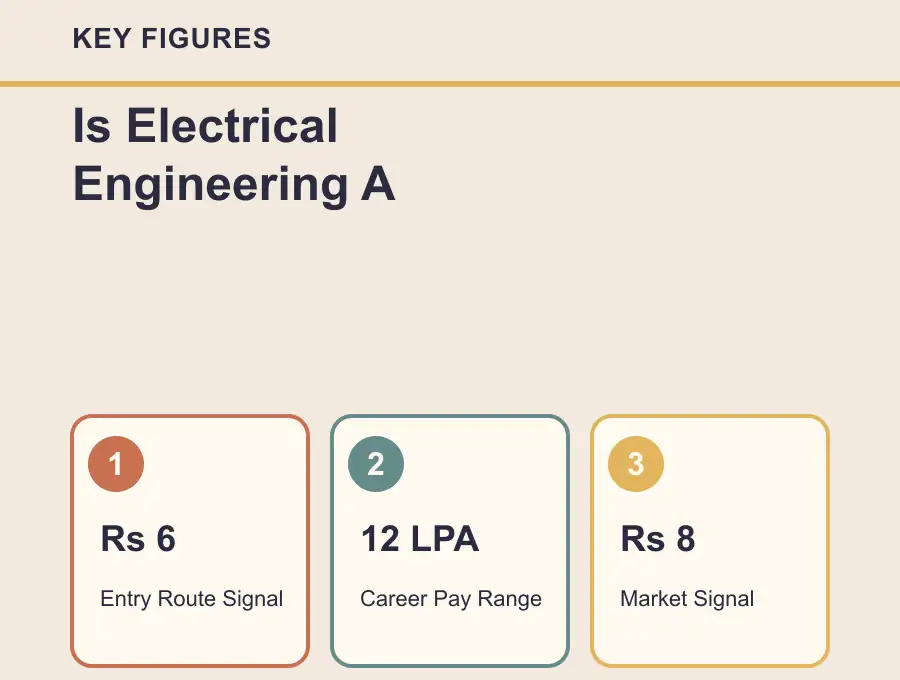 KEY FIGURES
Is Electrical
Engineering A
1
Rs 6
Entry Route Signal
2
12 LPA
Career Pay Range
3
Rs 8
Market Signal